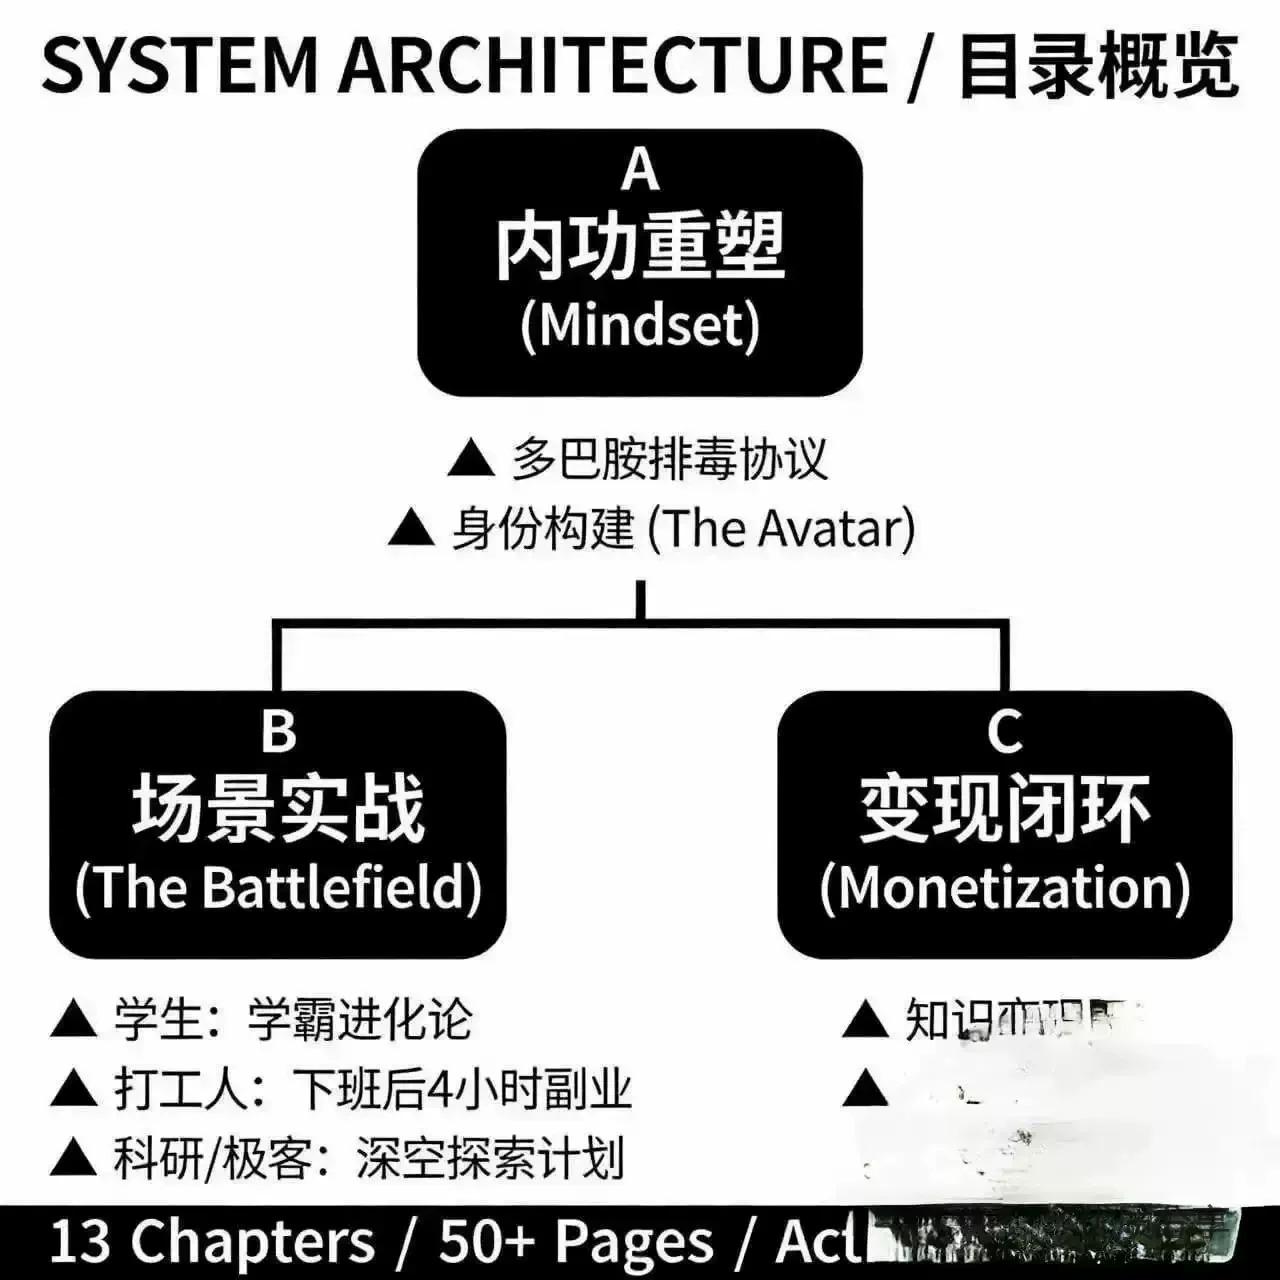 SYSTEM ARCHITECTURE / 目录概览
A
内功重塑
(Mindset)
▲ 多巴胺排毒协议
▲ 身份构建 (The Avatar)
B
场景实战
(The Battlefield)
C
变现闭环
(Monetization)
▲ 学生：学霸进化论
▲ 打工人：下班后4小时副业
▲ 科研/极客：深空探索计划
▲ 知识变现
▲
13 Chapters / 50+ Pages /